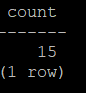 count
-------
15
(1 row)